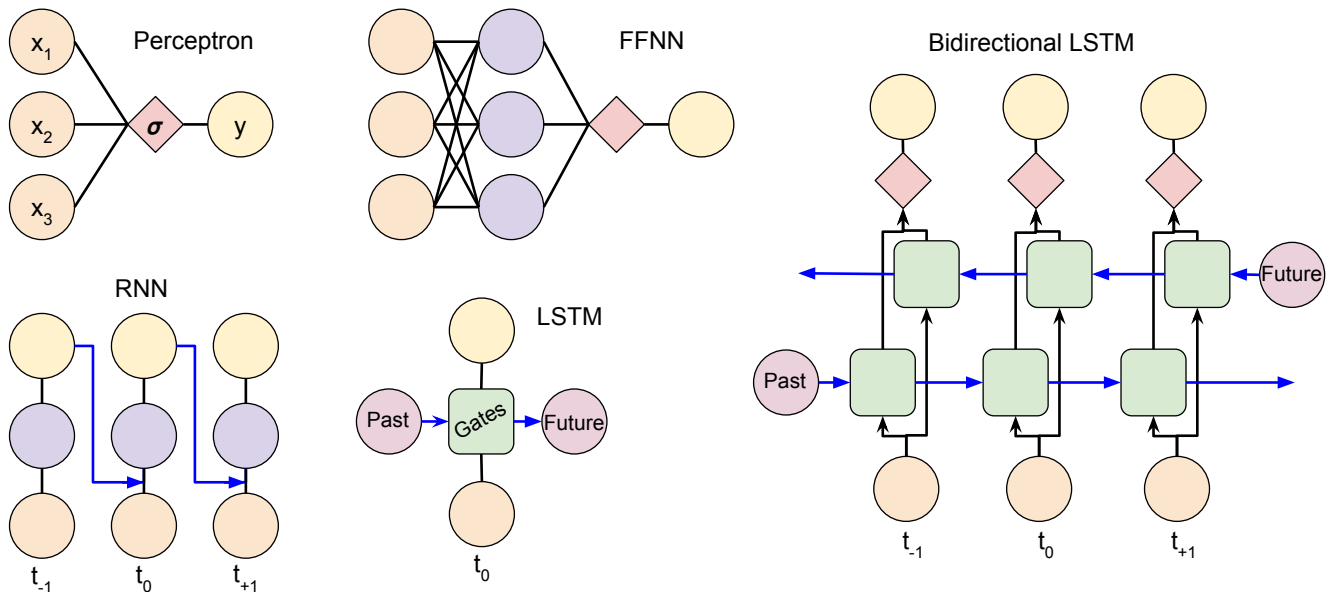 Perceptron
x1
x2
x3
σ
y
FFNN
Bidirectional LSTM
Future
Past
t-1
t0
t+1
RNN
t-1
t0
t+1
LSTM
Past
Gates
Future
t0